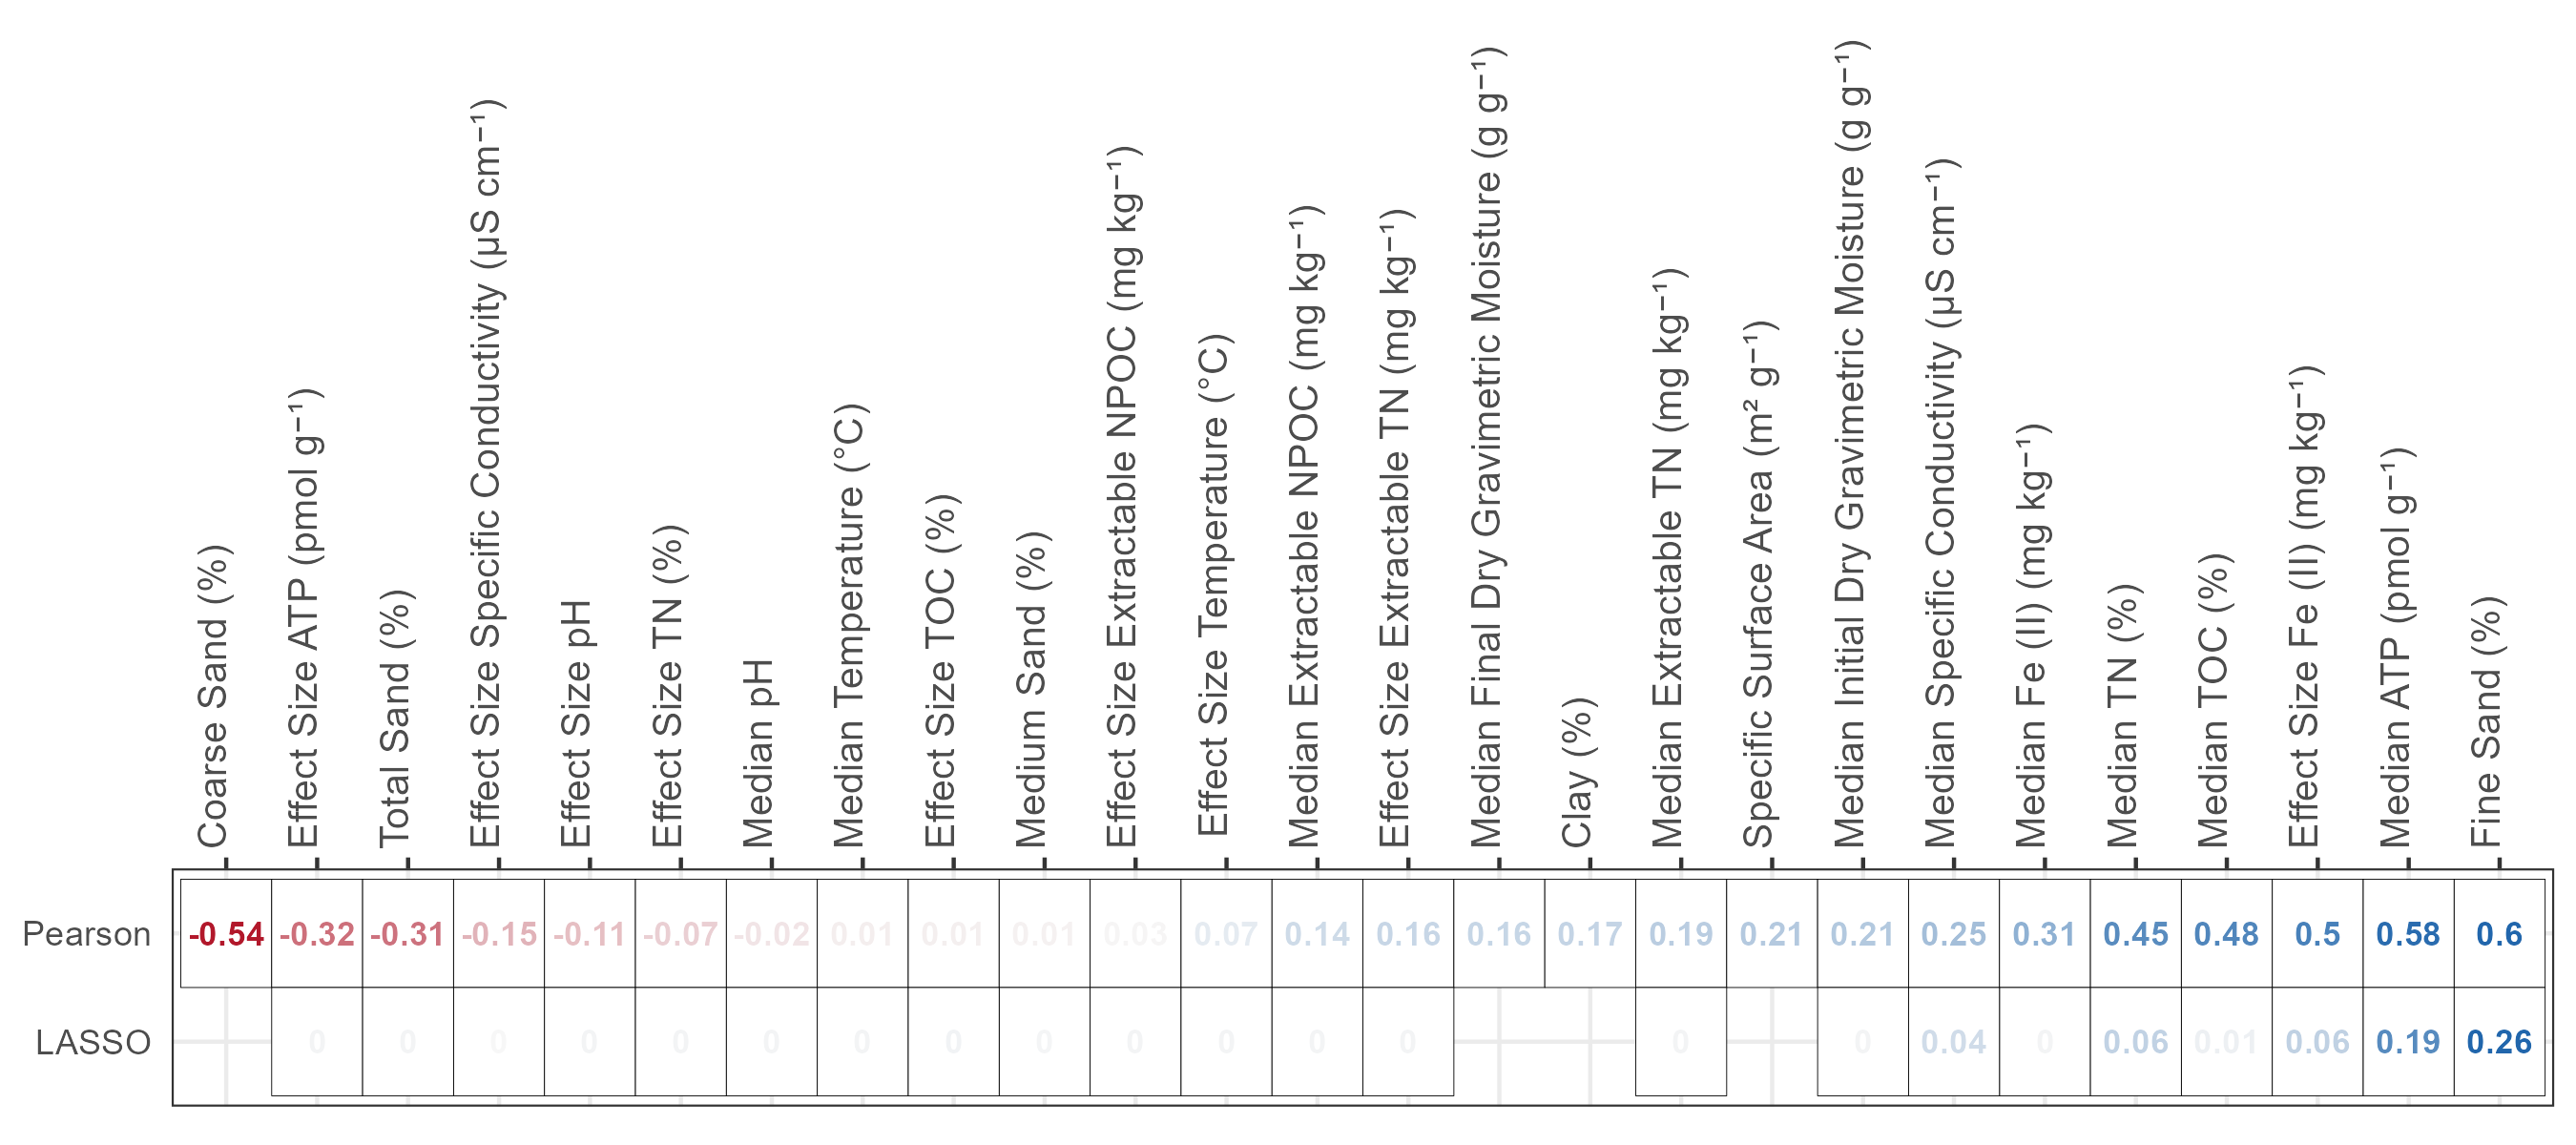 Coarse Sand (%)
Effect Size ATP (pmol g⁻¹)
Total Sand (%)
Effect Size Specific Conductivity (µS cm⁻¹)
Effect Size pH
Effect Size TN (%)
Median pH
Median Temperature (°C)
Effect Size TOC (%)
Medium Sand (%)
Effect Size Extractable NPOC (mg kg⁻¹)
Effect Size Temperature (°C)
Median Extractable NPOC (mg kg⁻¹)
Effect Size Extractable TN (mg kg⁻¹)
Median Final Dry Gravimetric Moisture (g g⁻¹)
Clay (%)
Median Extractable TN (mg kg⁻¹)
Specific Surface Area (m² g⁻¹)
Median Initial Dry Gravimetric Moisture (g g⁻¹)
Median Specific Conductivity (µS cm⁻¹)
Median Fe (II) (mg kg⁻¹)
Median TN (%)
Median TOC (%)
Effect Size Fe (II) (mg kg⁻¹)
Median ATP (pmol g⁻¹)
Fine Sand (%)
Pearson -0.54 -0.32 -0.31 -0.15 -0.11 -0.07 -0.02 0.01 0.01 0.01 0.03 0.07 0.14 0.16 0.16 0.17 0.19 0.21 0.21 0.25 0.31 0.45 0.48 0.5 0.58 0.6
LASSO 0 0 0 0 0 0 0 0 0 0 0 0 0 0 0 0.04 0 0.06 0.01 0.06 0.19 0.26